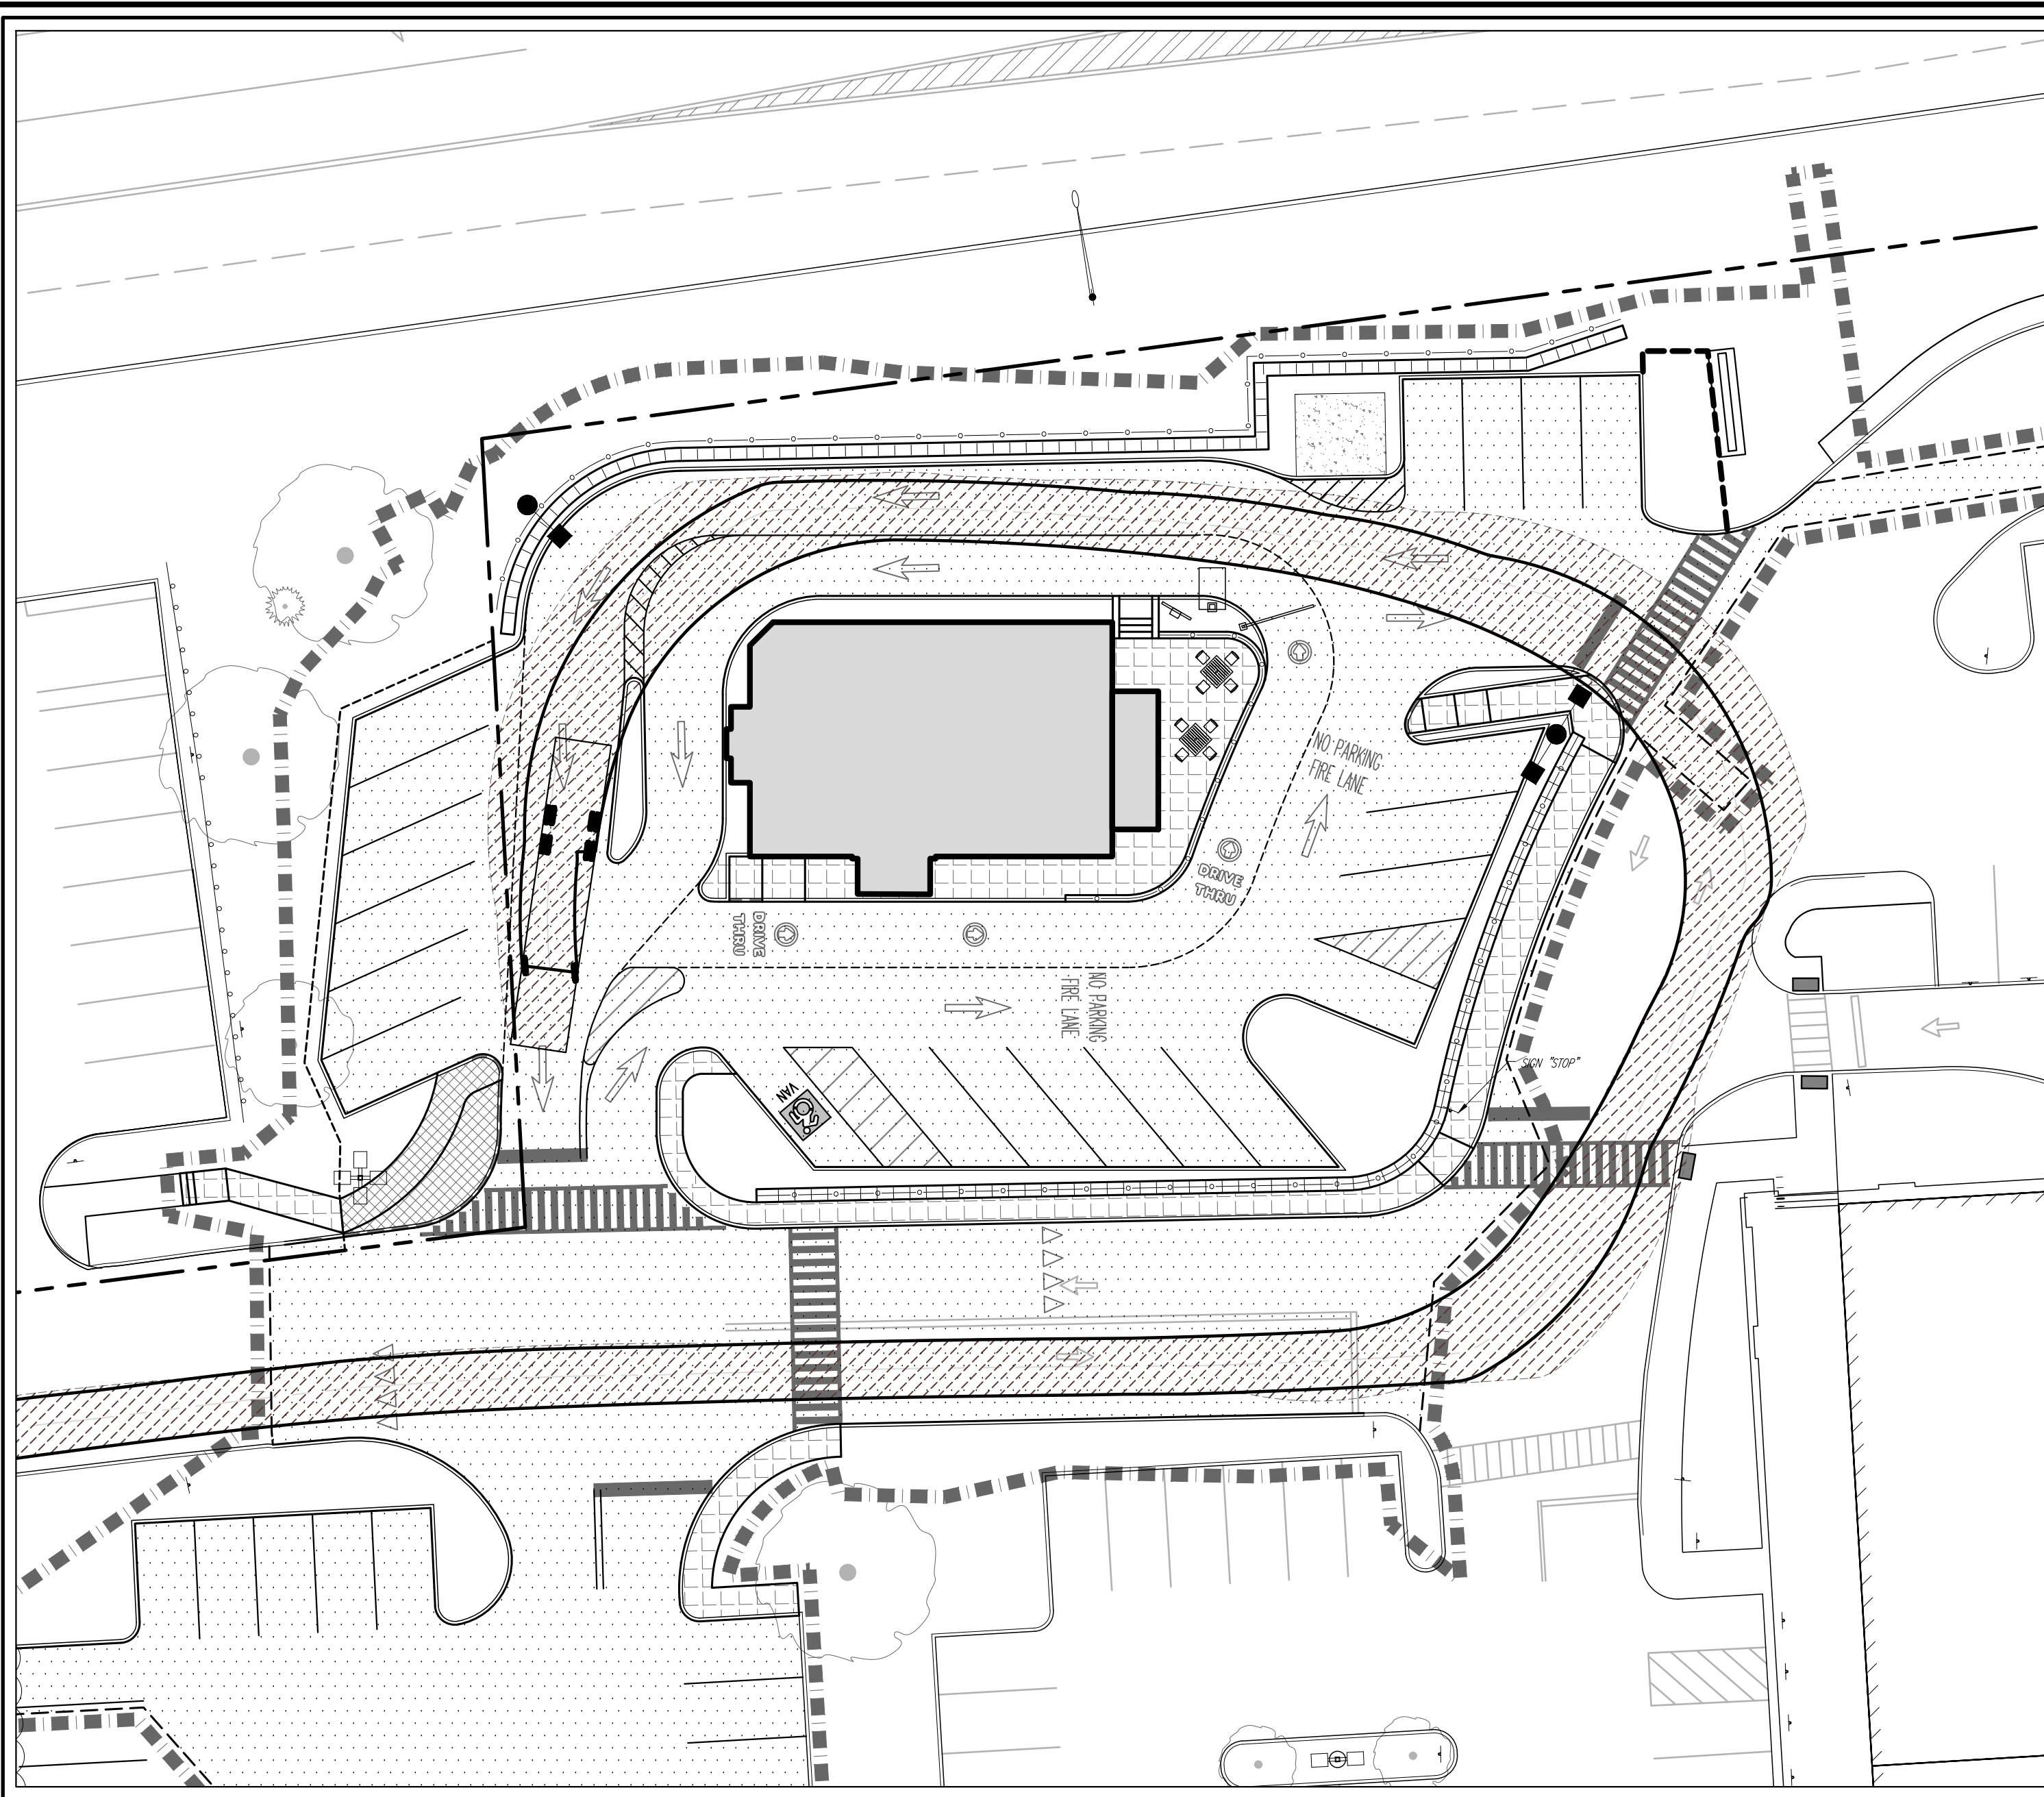 NO PARKING
FIRE LANE
DRIVE
THRU
DRIVE
THRU
NO PARKING
FIRE LANE
SIGN "STOP"
VAN